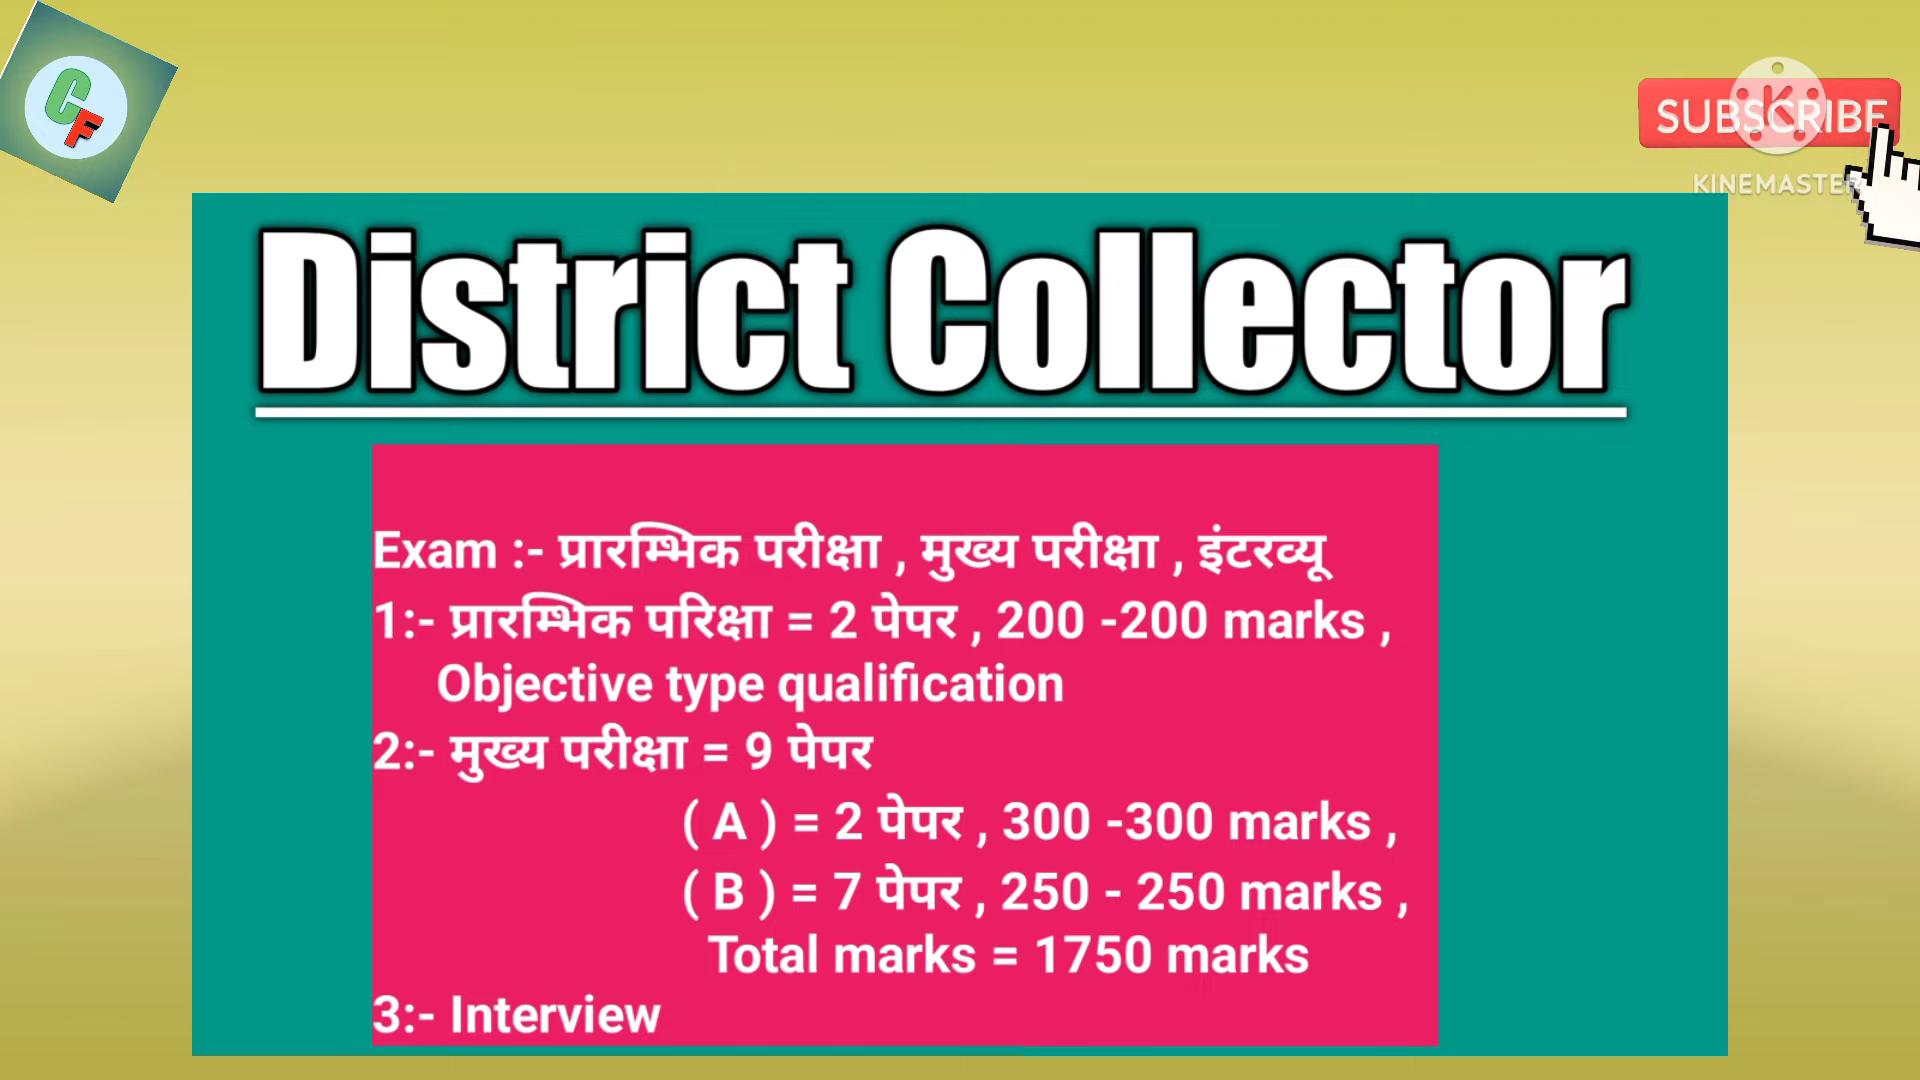 CF
SUBSCRIBE
KINEMASTER
District Collector
Exam :- प्रारम्भिक परीक्षा , मुख्य परीक्षा , इंटरव्यू
1:- प्रारम्भिक परिक्षा = 2 पेपर , 200 -200 marks ,
Objective type qualification
2:- मुख्य परीक्षा = 9 पेपर
( A ) = 2 पेपर , 300 -300 marks ,
( B ) = 7 पेपर , 250 - 250 marks ,
Total marks = 1750 marks
3:- Interview